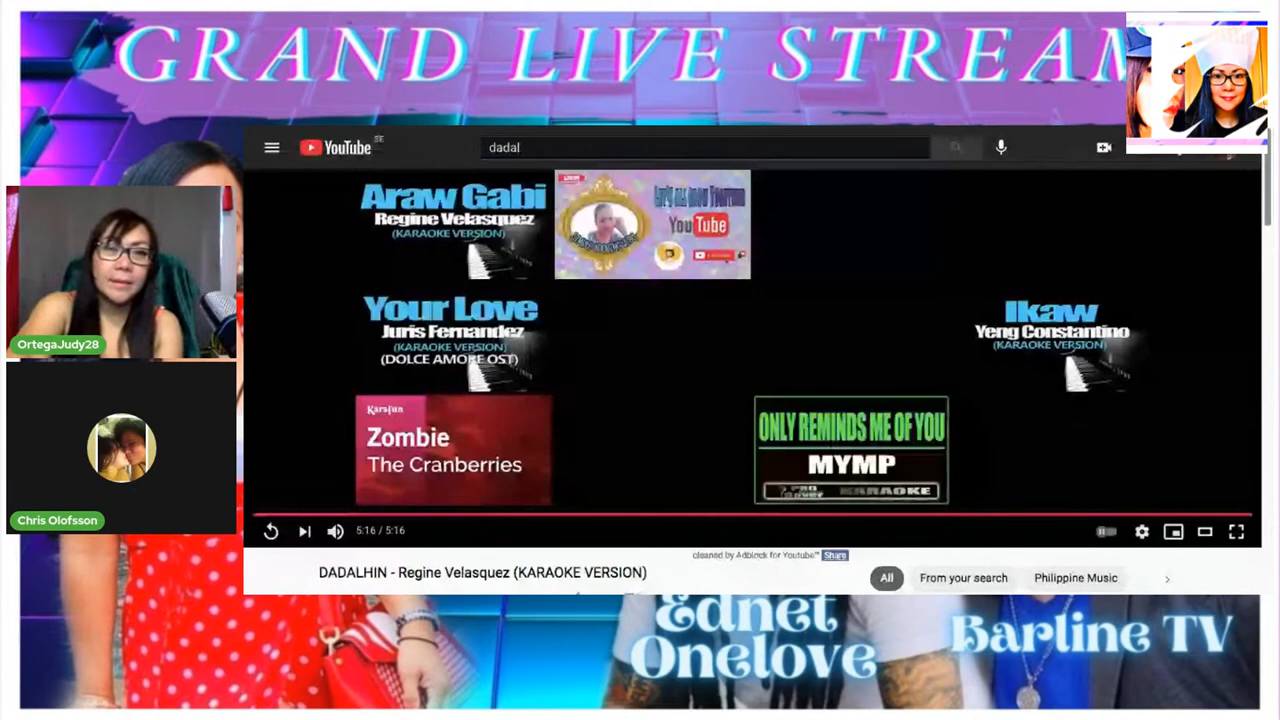 GRAND LIVE STREAM
YouTube
SE
dadal
Araw Gabi
Regine Velasquez
(KARAOKE VERSION)
YouTube
OrtegaJudy28
Your Love
Juris Fernandez
(KARAOKE VERSION)
(DOLCE AMORE OST)
Ikaw
Yeng Constantino
(KARAOKE VERSION)
Karafun
Zombie
The Cranberries
ONLY REMINDS ME OF YOU
MYMP
KARAOKE
Chris Olofsson
5:16 / 5:16
cleaned by Adblock for Youtube™ Share
DADALHIN - Regine Velasquez (KARAOKE VERSION)
All From your search Philippine Music
Ednet
Onelove
Barline TV